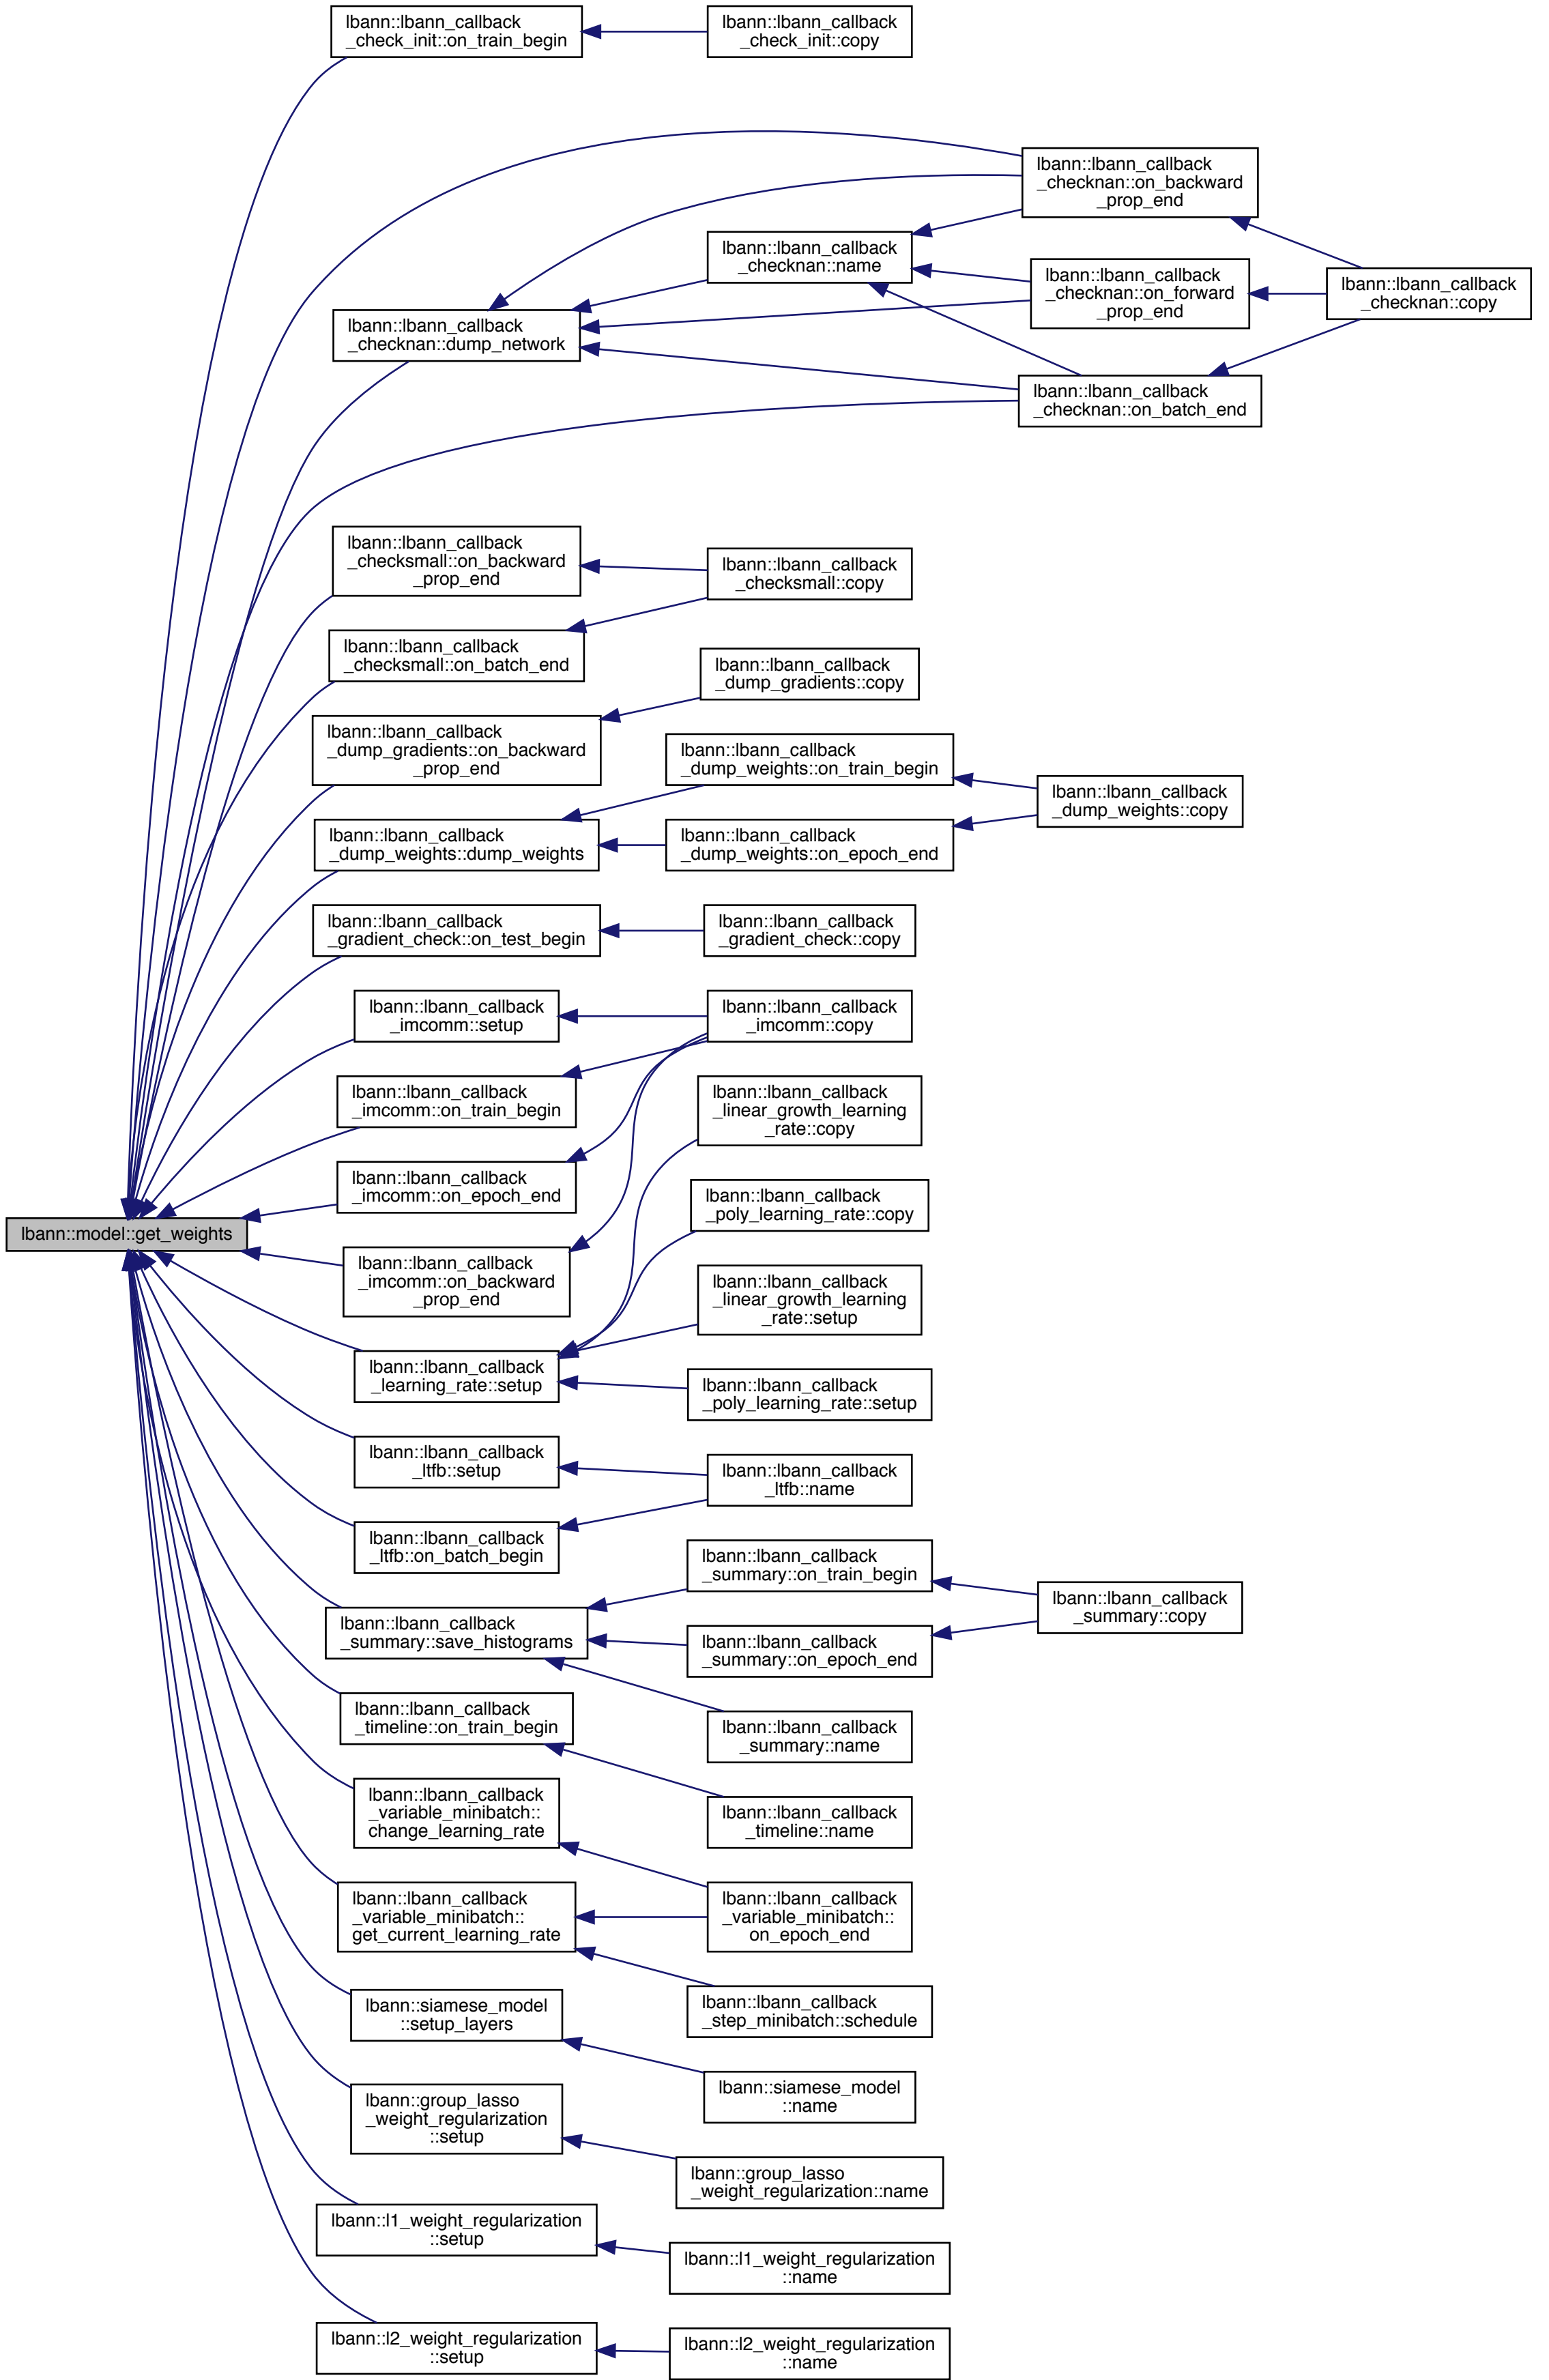 lbann::lbann_callback
_check_init::on_train_begin
lbann::lbann_callback
_check_init::copy
lbann::lbann_callback
_checknan::on_backward
_prop_end
lbann::lbann_callback
_checknan::name
lbann::lbann_callback
_checknan::on_forward
_prop_end
lbann::lbann_callback
_checknan::copy
lbann::lbann_callback
_checknan::dump_network
lbann::lbann_callback
_checknan::on_batch_end
lbann::lbann_callback
_checksmall::on_backward
_prop_end
lbann::lbann_callback
_checksmall::copy
lbann::lbann_callback
_checksmall::on_batch_end
lbann::lbann_callback
_dump_gradients::copy
lbann::lbann_callback
_dump_gradients::on_backward
_prop_end
lbann::lbann_callback
_dump_weights::on_train_begin
lbann::lbann_callback
_dump_weights::copy
lbann::lbann_callback
_dump_weights::dump_weights
lbann::lbann_callback
_dump_weights::on_epoch_end
lbann::lbann_callback
_gradient_check::on_test_begin
lbann::lbann_callback
_gradient_check::copy
lbann::lbann_callback
_imcomm::setup
lbann::lbann_callback
_imcomm::copy
lbann::lbann_callback
_imcomm::on_train_begin
lbann::lbann_callback
_linear_growth_learning
_rate::copy
lbann::lbann_callback
_imcomm::on_epoch_end
lbann::lbann_callback
_poly_learning_rate::copy
lbann::model::get_weights
lbann::lbann_callback
_imcomm::on_backward
_prop_end
lbann::lbann_callback
_linear_growth_learning
_rate::setup
lbann::lbann_callback
_learning_rate::setup
lbann::lbann_callback
_poly_learning_rate::setup
lbann::lbann_callback
_ltfb::setup
lbann::lbann_callback
_ltfb::name
lbann::lbann_callback
_ltfb::on_batch_begin
lbann::lbann_callback
_summary::on_train_begin
lbann::lbann_callback
_summary::copy
lbann::lbann_callback
_summary::save_histograms
lbann::lbann_callback
_summary::on_epoch_end
lbann::lbann_callback
_timeline::on_train_begin
lbann::lbann_callback
_summary::name
lbann::lbann_callback
_variable_minibatch::
change_learning_rate
lbann::lbann_callback
_timeline::name
lbann::lbann_callback
_variable_minibatch::
get_current_learning_rate
lbann::lbann_callback
_variable_minibatch::
on_epoch_end
lbann::siamese_model
::setup_layers
lbann::lbann_callback
_step_minibatch::schedule
lbann::siamese_model
::name
lbann::group_lasso
_weight_regularization
::setup
lbann::group_lasso
_weight_regularization::name
lbann::l1_weight_regularization
::setup
lbann::l1_weight_regularization
::name
lbann::l2_weight_regularization
::setup
lbann::l2_weight_regularization
::name